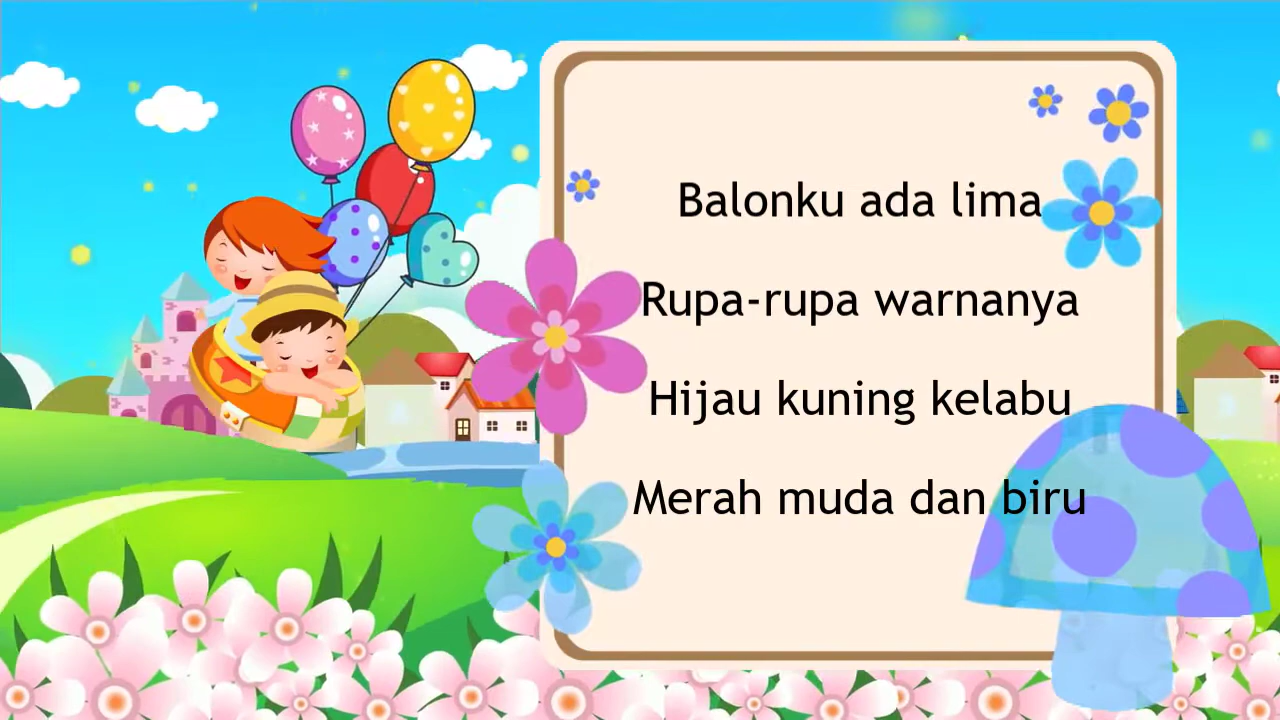 Balonku ada lima
Rupa-rupa warnanya
Hijau kuning kelabu
Merah muda dan biru